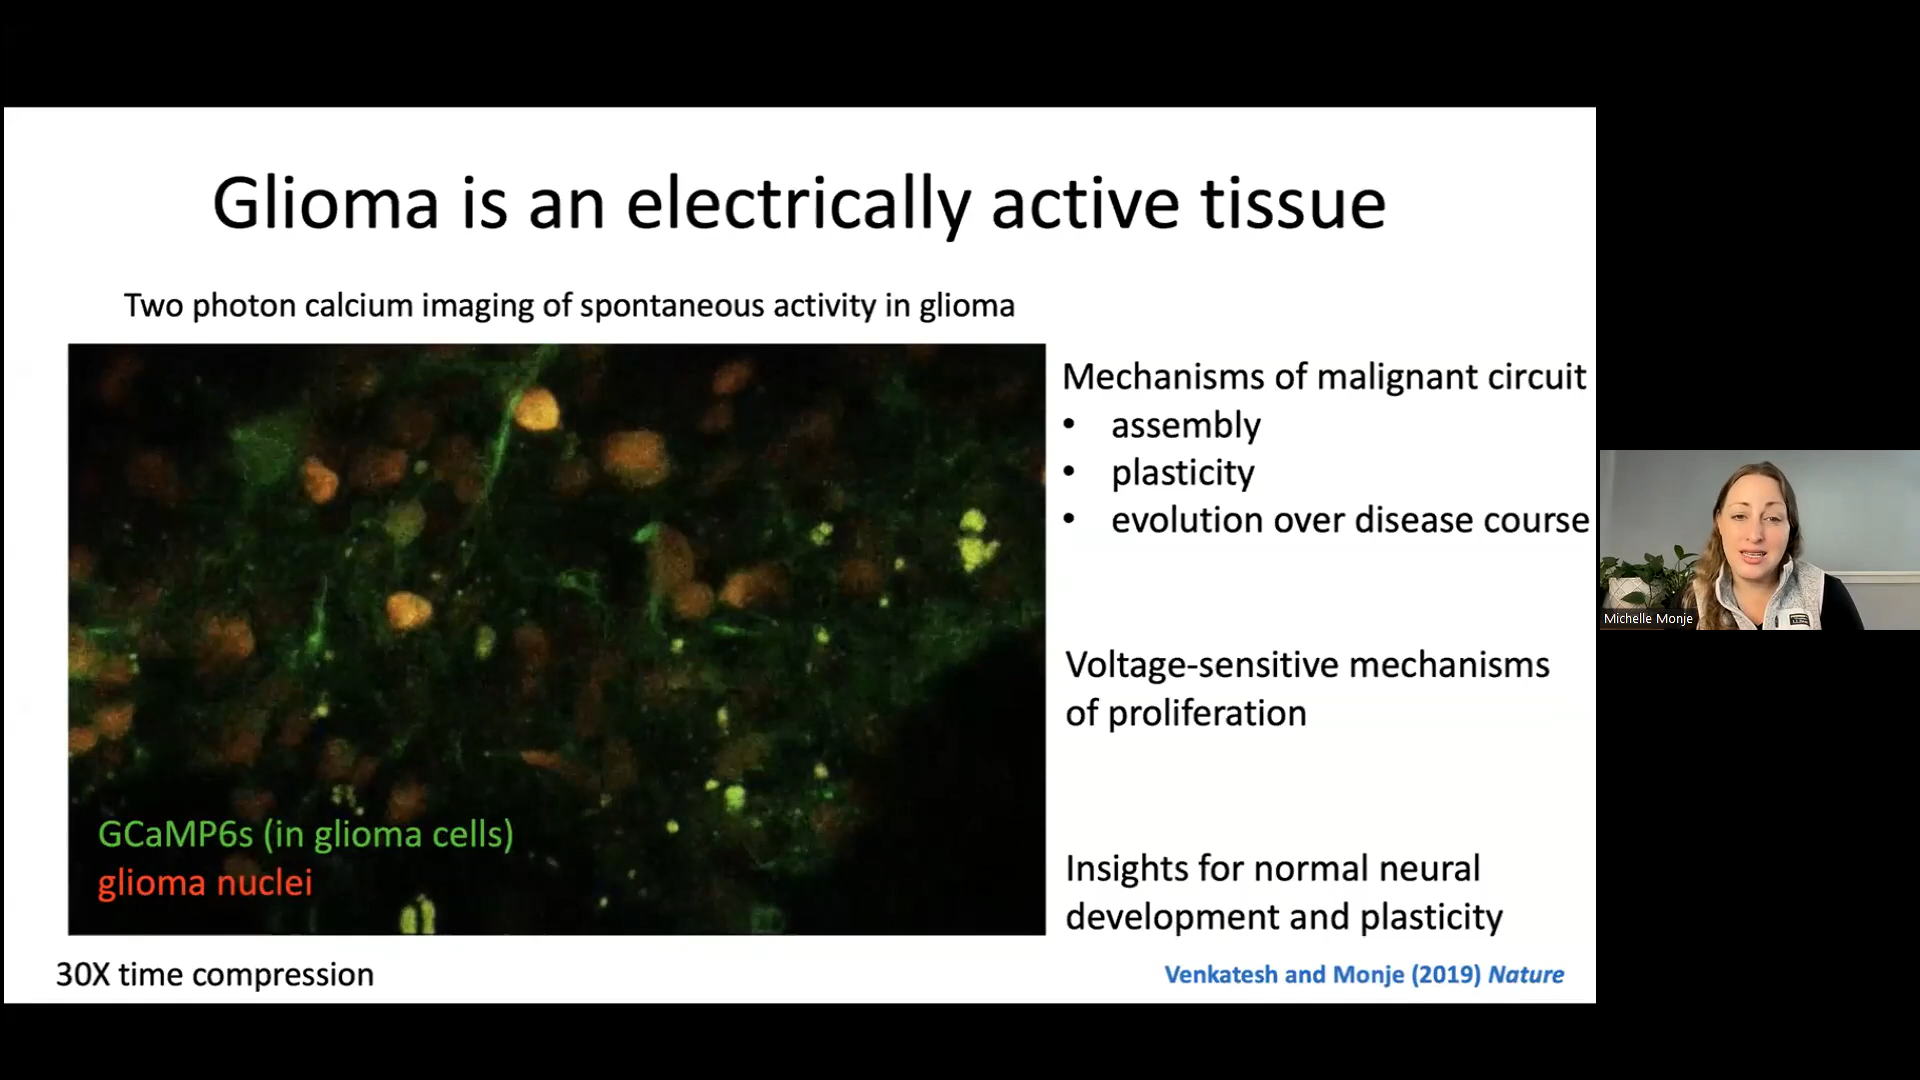 Glioma is an electrically active tissue
Two photon calcium imaging of spontaneous activity in glioma
Mechanisms of malignant circuit
• assembly
• plasticity
• evolution over disease course
Voltage-sensitive mechanisms
of proliferation
Insights for normal neural
development and plasticity
GCaMP6s (in glioma cells)
glioma nuclei
30X time compression
Venkatesh and Monje (2019) Nature
Michelle Monje